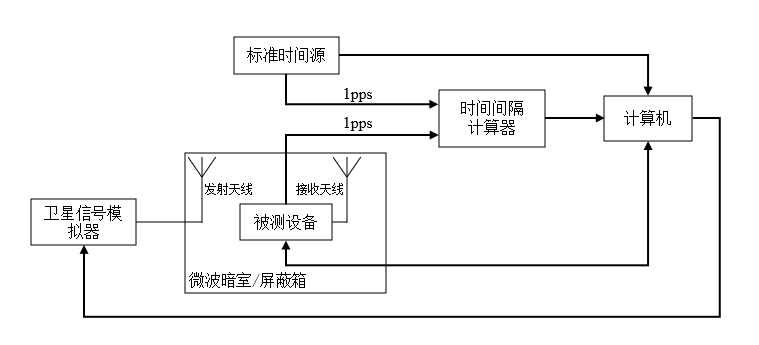 标准时间源
1pps
时间间隔
计算器
计算机
1pps
发射天线
接收天线
卫星信号模
拟器
被测设备
微波暗室/屏蔽箱